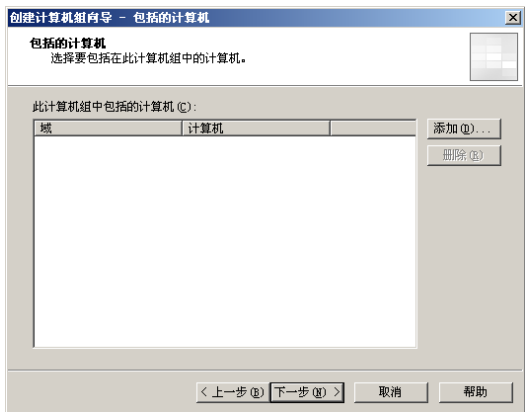 创建计算机组向导 - 包括的计算机
包括的计算机
选择要包括在此计算机组中的计算机。
此计算机组中包括的计算机(C):
域 计算机
添加(D)...
删除(R)
< 上一步(B) 下一步(N) > 取消 帮助